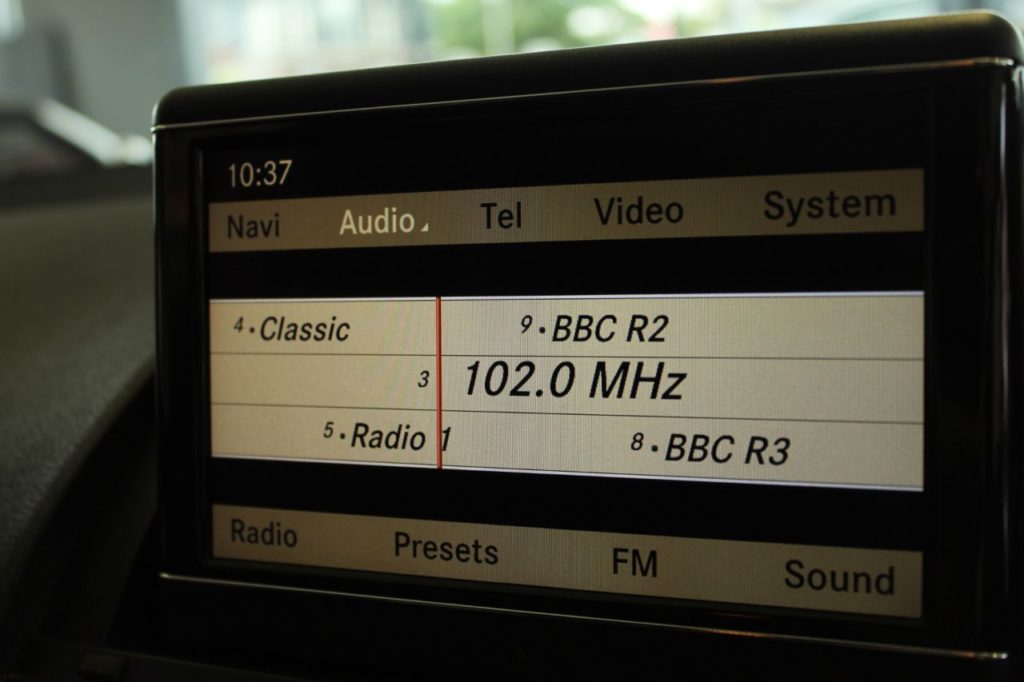 10:37
Navi Audio Tel Video System
4 · Classic 9 · BBC R2
3 102.0 MHz
5 · Radio 1 8 · BBC R3
Radio Presets FM Sound